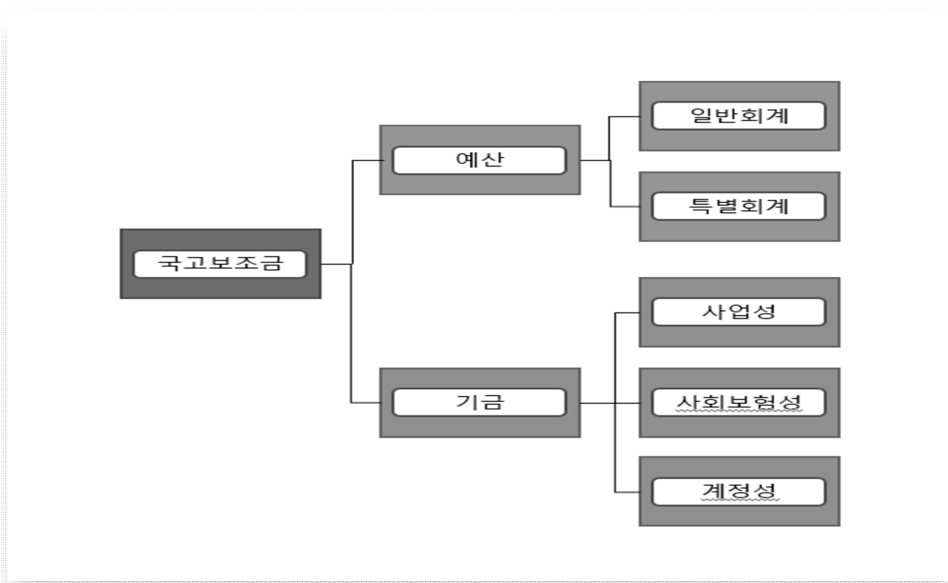 국고보조금
예산
일반회계
특별회계
기금
사업성
사회보험성
계정성